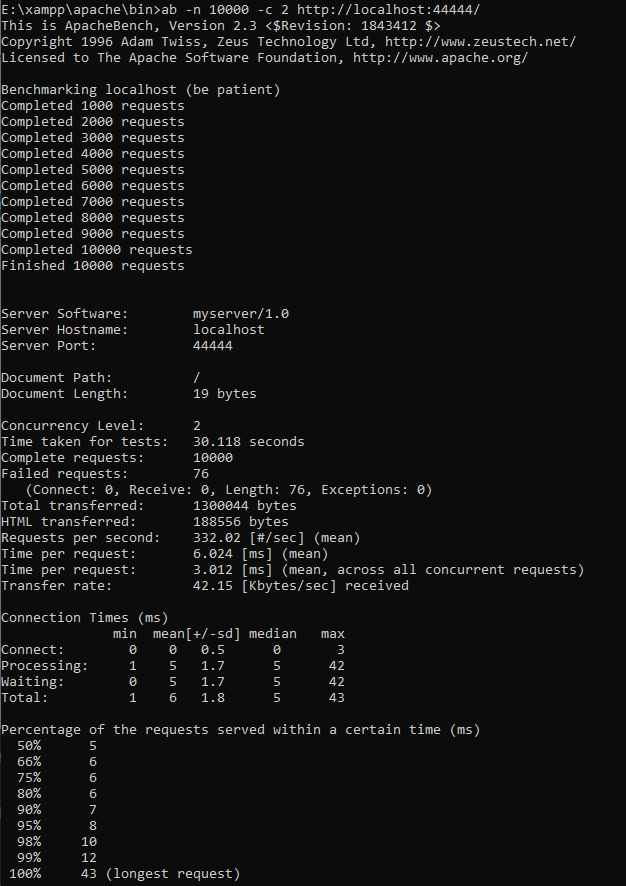 E:\xampp\apache\bin>ab -n 10000 -c 2 http://localhost:44444/
This is ApacheBench, Version 2.3 <$Revision: 1843412 $>
Copyright 1996 Adam Twiss, Zeus Technology Ltd, http://www.zeustech.net/
Licensed to The Apache Software Foundation, http://www.apache.org/

Benchmarking localhost (be patient)
Completed 1000 requests
Completed 2000 requests
Completed 3000 requests
Completed 4000 requests
Completed 5000 requests
Completed 6000 requests
Completed 7000 requests
Completed 8000 requests
Completed 9000 requests
Completed 10000 requests
Finished 10000 requests

Server Software:        myserver/1.0
Server Hostname:        localhost
Server Port:            44444

Document Path:          /
Document Length:        19 bytes

Concurrency Level:      2
Time taken for tests:   30.118 seconds
Complete requests:      10000
Failed requests:        76
   (Connect: 0, Receive: 0, Length: 76, Exceptions: 0)
Total transferred:      1300044 bytes
HTML transferred:       188556 bytes
Requests per second:    332.02 [#/sec] (mean)
Time per request:       6.024 [ms] (mean)
Time per request:       3.012 [ms] (mean, across all concurrent requests)
Transfer rate:          42.15 [Kbytes/sec] received

Connection Times (ms)
              min  mean[+/-sd] median   max
Connect:        0    0   0.5      0       3
Processing:     1    5   1.7      5      42
Waiting:        0    5   1.7      5      42
Total:          1    6   1.8      5      43

Percentage of the requests served within a certain time (ms)
  50%      5
  66%      6
  75%      6
  80%      6
  90%      7
  95%      8
  98%     10
  99%     12
 100%     43 (longest request)